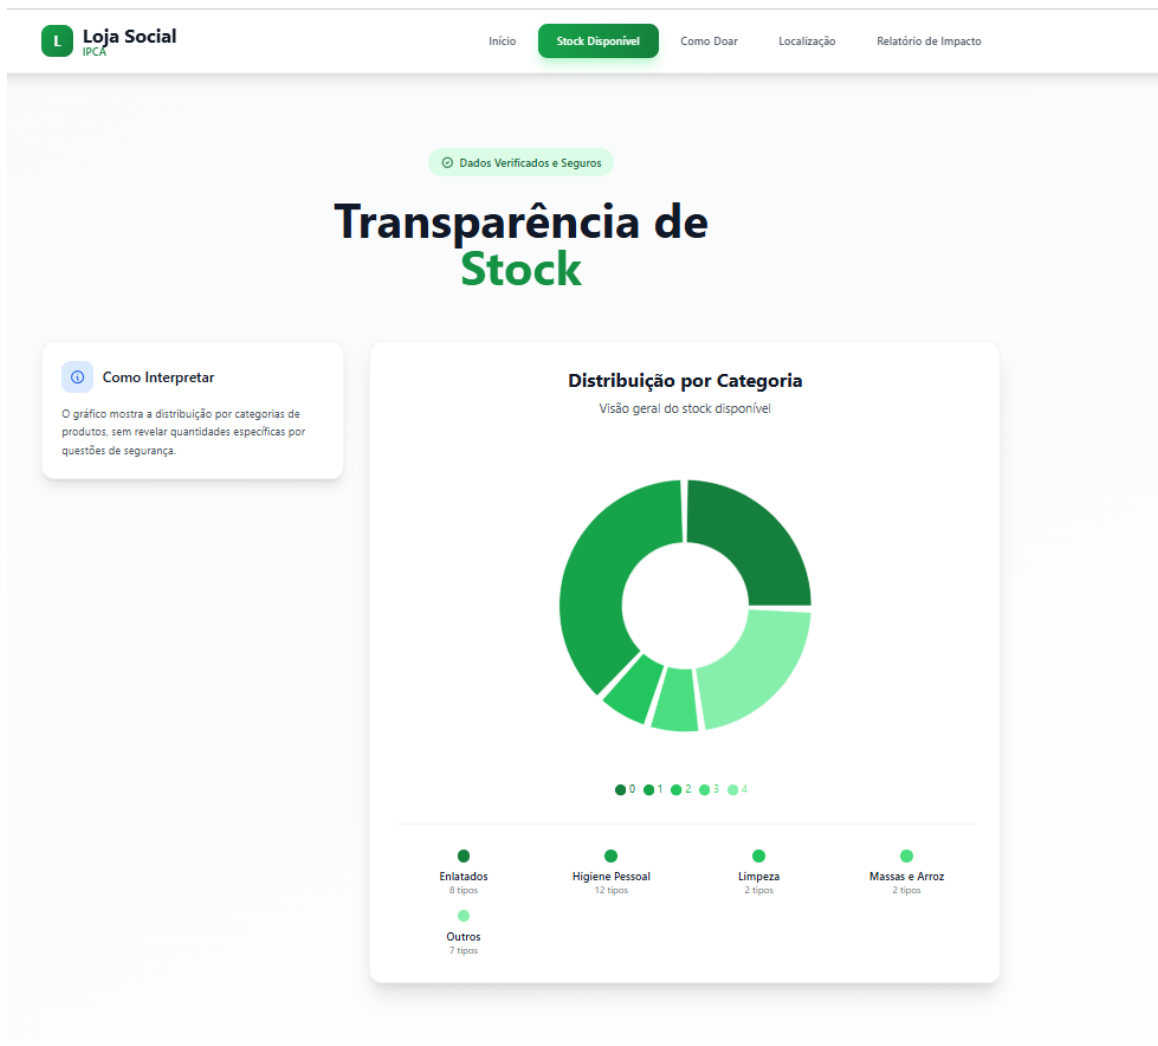 L
Loja Social
IPCA
Início
Stock Disponível
Como Doar
Localização
Relatório de Impacto
Dados Verificados e Seguros
Transparência de
Stock
Como Interpretar
O gráfico mostra a distribuição por categorias de
produtos, sem revelar quantidades específicas por
questões de segurança.
Distribuição por Categoria
Visão geral do stock disponível
0 1 2 3 4
Enlatados
8 tipos
Higiene Pessoal
12 tipos
Limpeza
2 tipos
Massas e Arroz
2 tipos
Outros
7 tipos